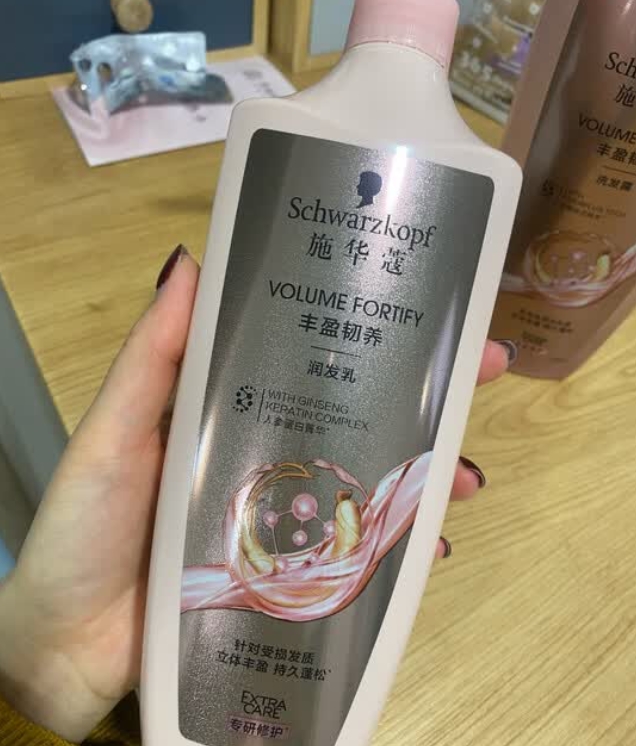 Schwarzkopf
施华蔻
VOLUME FORTIFY
丰盈韧养
润发乳
WITH GINSENG
KERATIN COMPLEX
人参蛋白菁华*
针对受损发质
立体丰盈 持久蓬松*
EXTRA
CARE
专研修护*
Sch
施
VOLUME
丰盈韧
洗发露